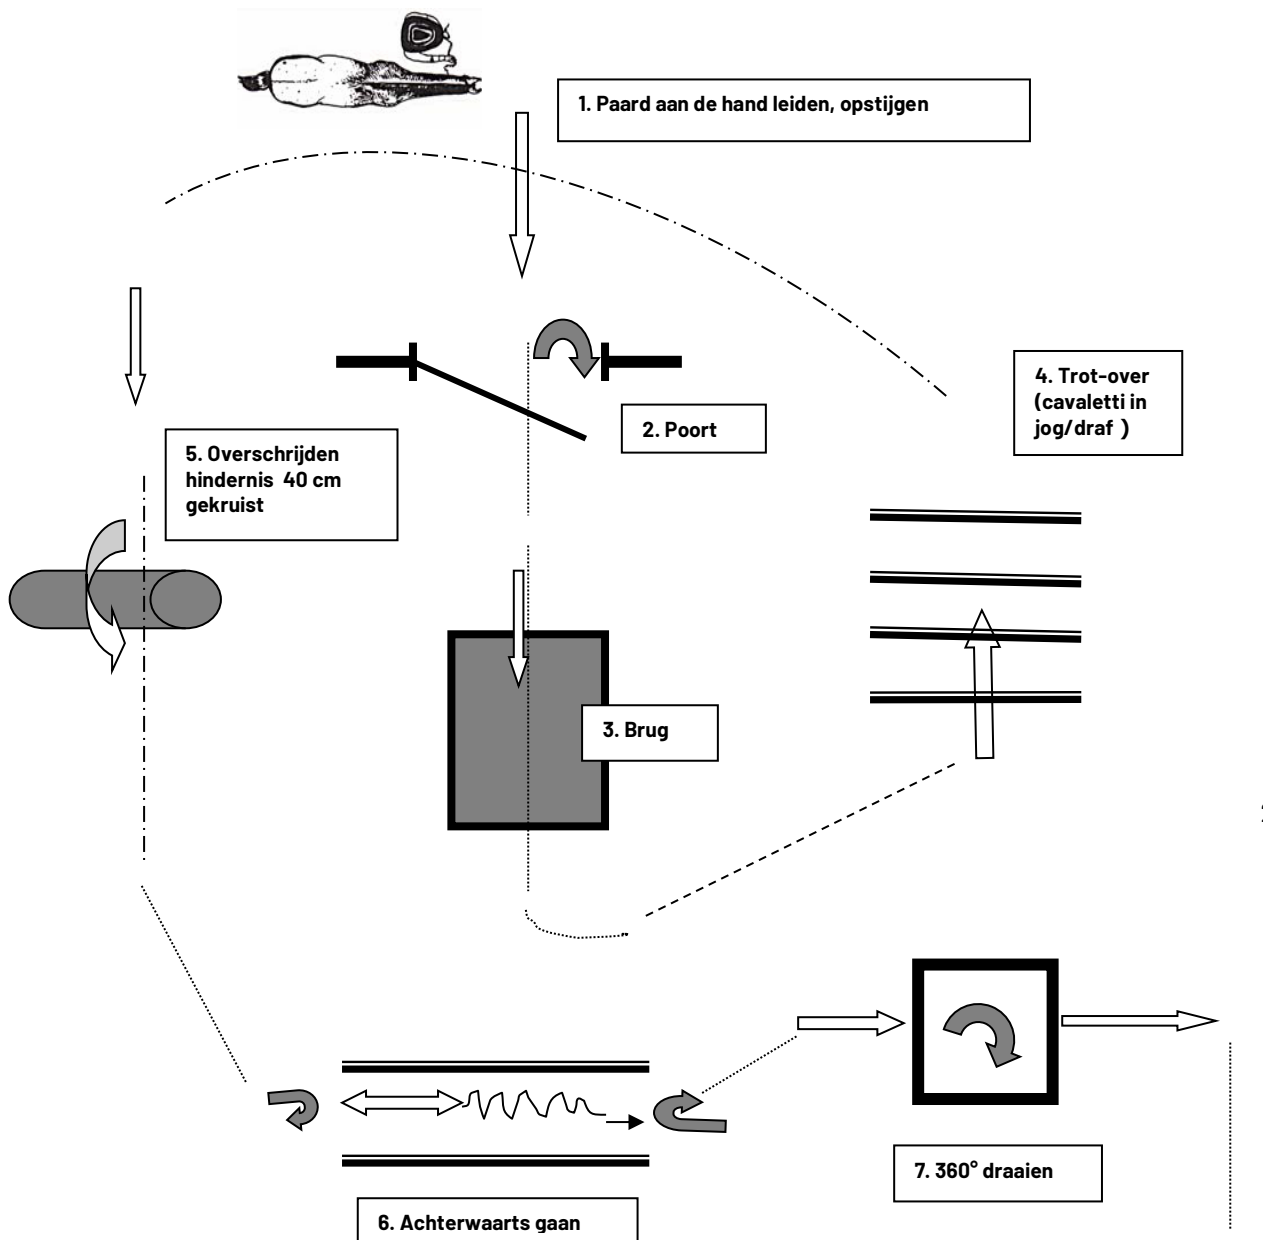 1. Paard aan de hand leiden, opstijgen
2. Poort
4. Trot-over
(cavaletti in
jog/draf )
5. Overschrijden
hindernis 40 cm
gekruist
3. Brug
7. 360° draaien
6. Achterwaarts gaan